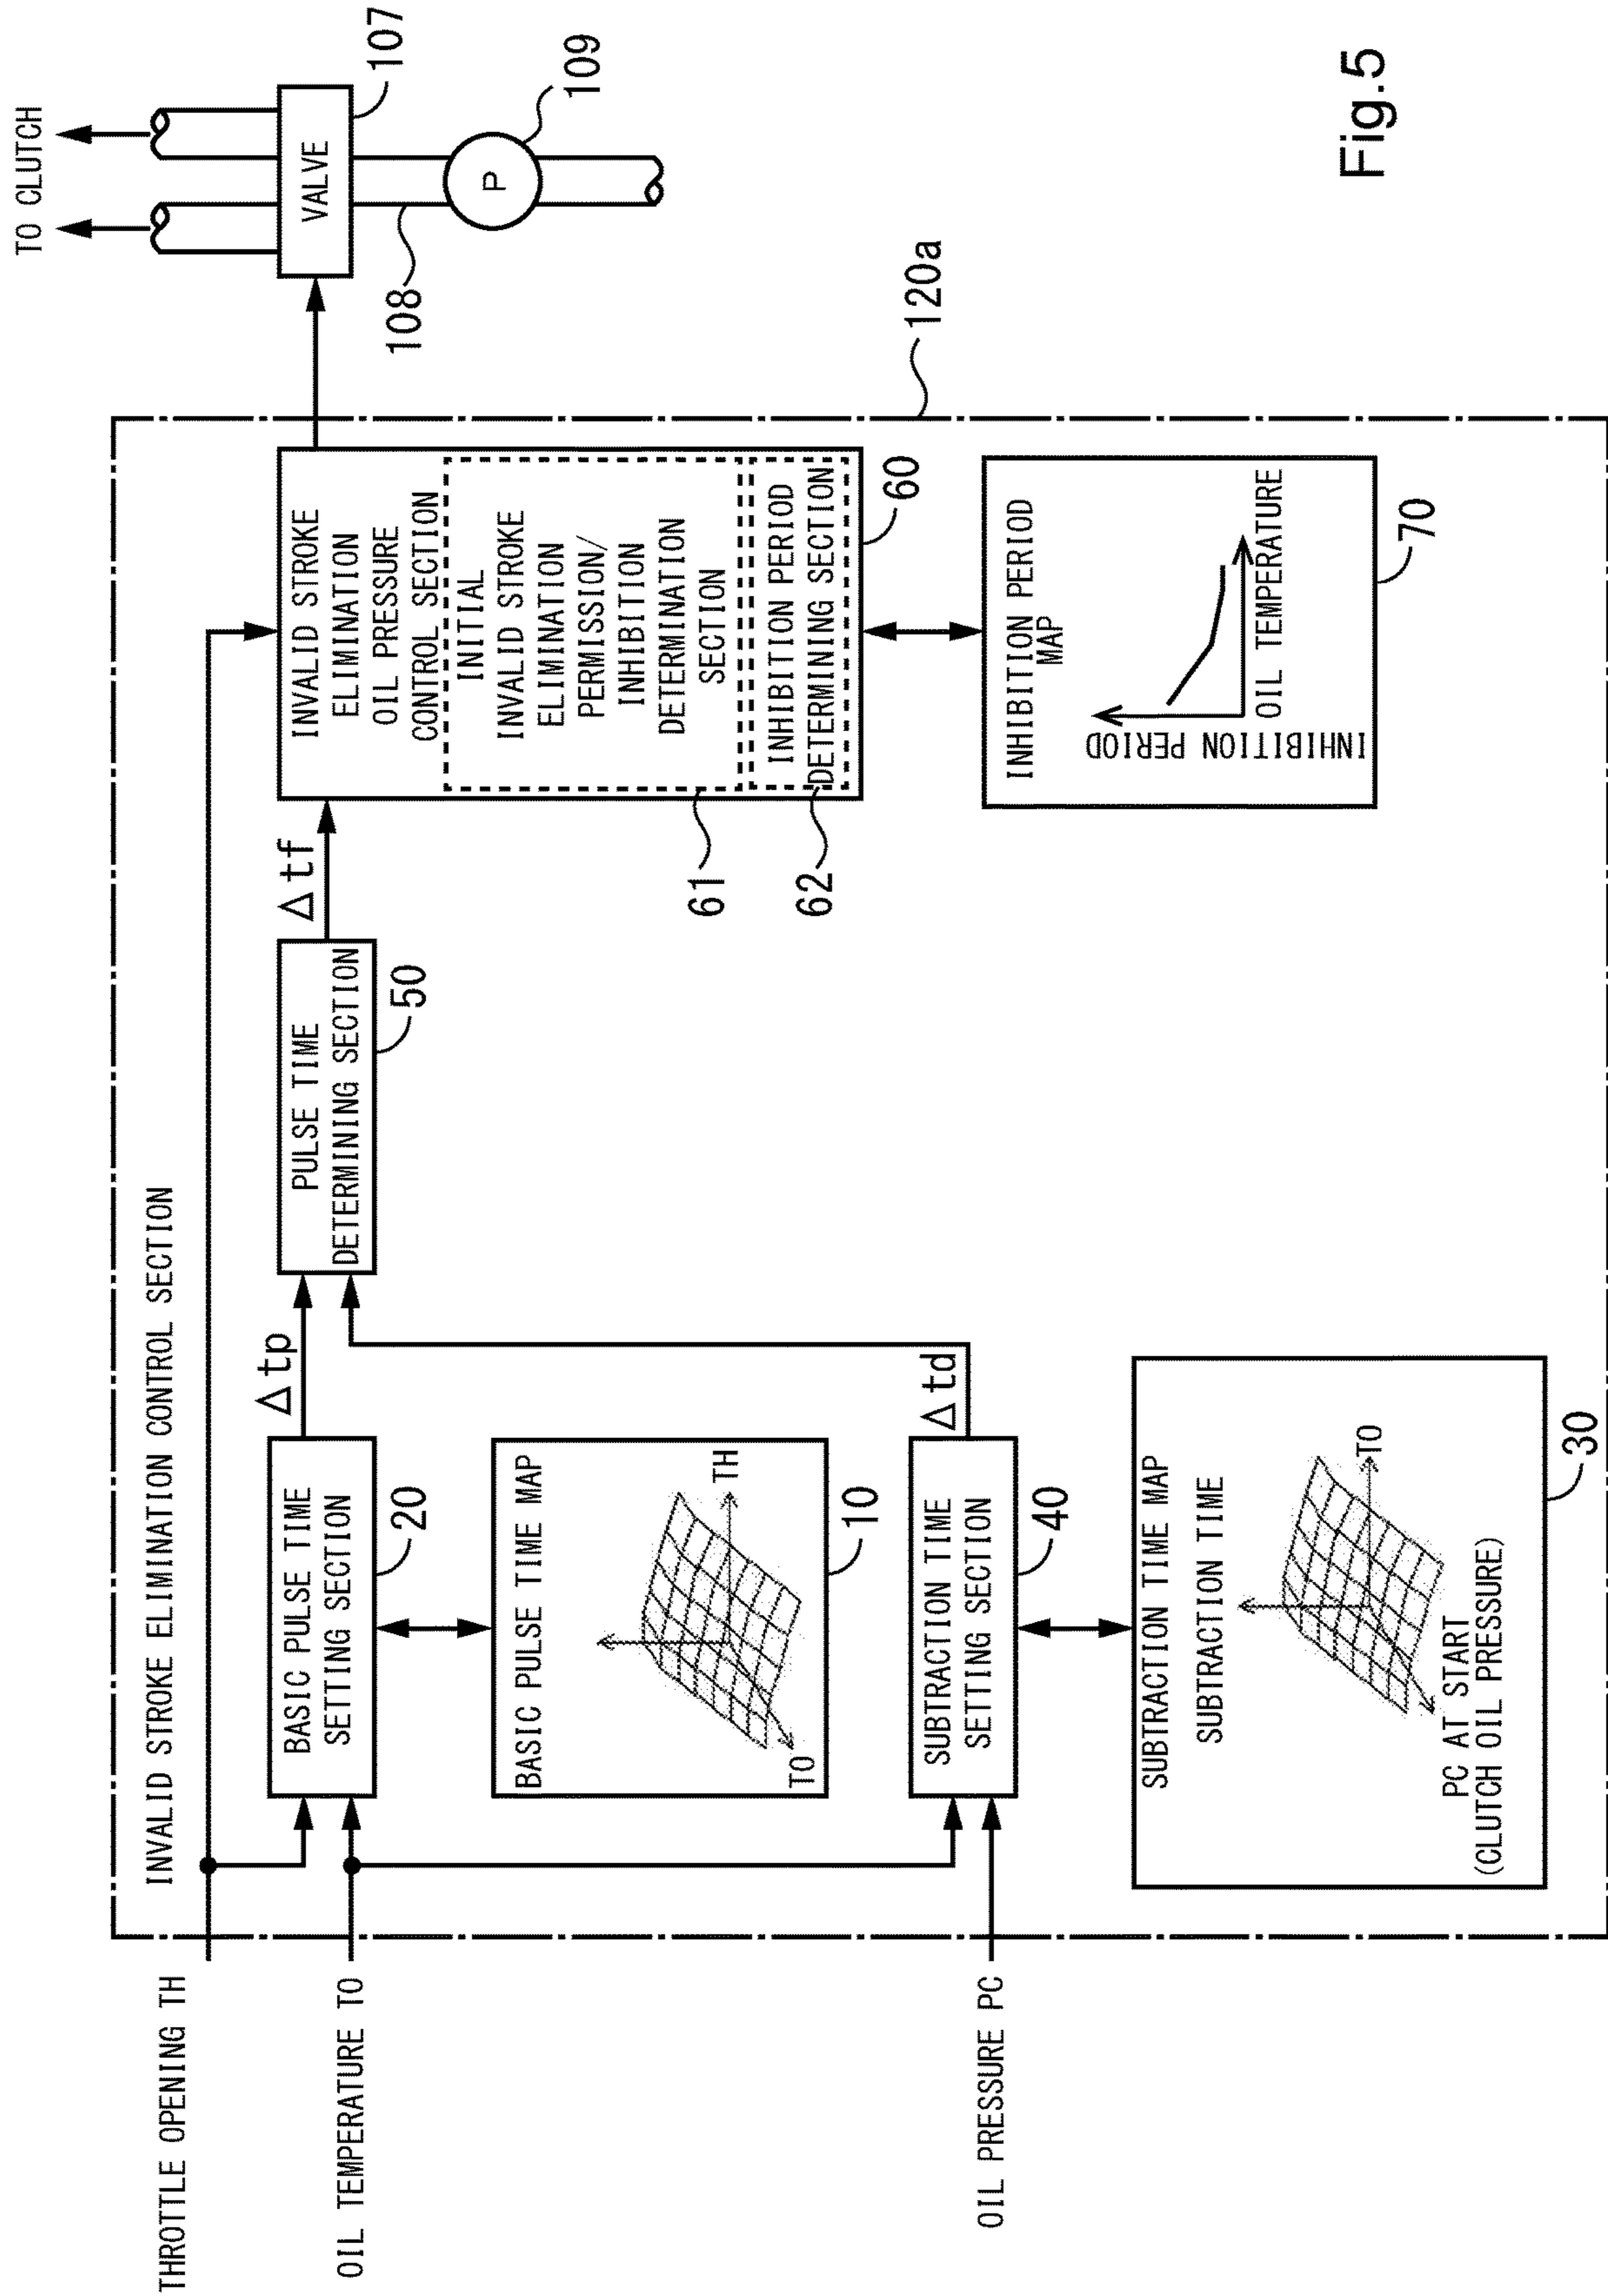 THROTTLE OPENING TH
OIL TEMPERATURE TO
OIL PRESSURE PC
INVALID STROKE ELIMINATION CONTROL SECTION
BASIC PULSE TIME
SETTING SECTION
20
Δtp
BASIC PULSE TIME MAP
TH
TO
10
SUBTRACTION TIME
SETTING SECTION
40
Δtd
SUBTRACTION TIME MAP
SUBTRACTION TIME
TO
PC AT START
(CLUTCH OIL PRESSURE)
30
PULSE TIME
DETERMINING SECTION
50
Δtf
INVALID STROKE
ELIMINATION
OIL PRESSURE
CONTROL SECTION
INITIAL
INVALID STROKE
ELIMINATION
PERMISSION/
INHIBITION
DETERMINATION
SECTION
INHIBITION PERIOD
DETERMINING SECTION
61
62
60
INHIBITION PERIOD
MAP
INHIBITION PERIOD
OIL TEMPERATURE
70
120a
TO CLUTCH
VALVE
107
108
P
109
Fig.5